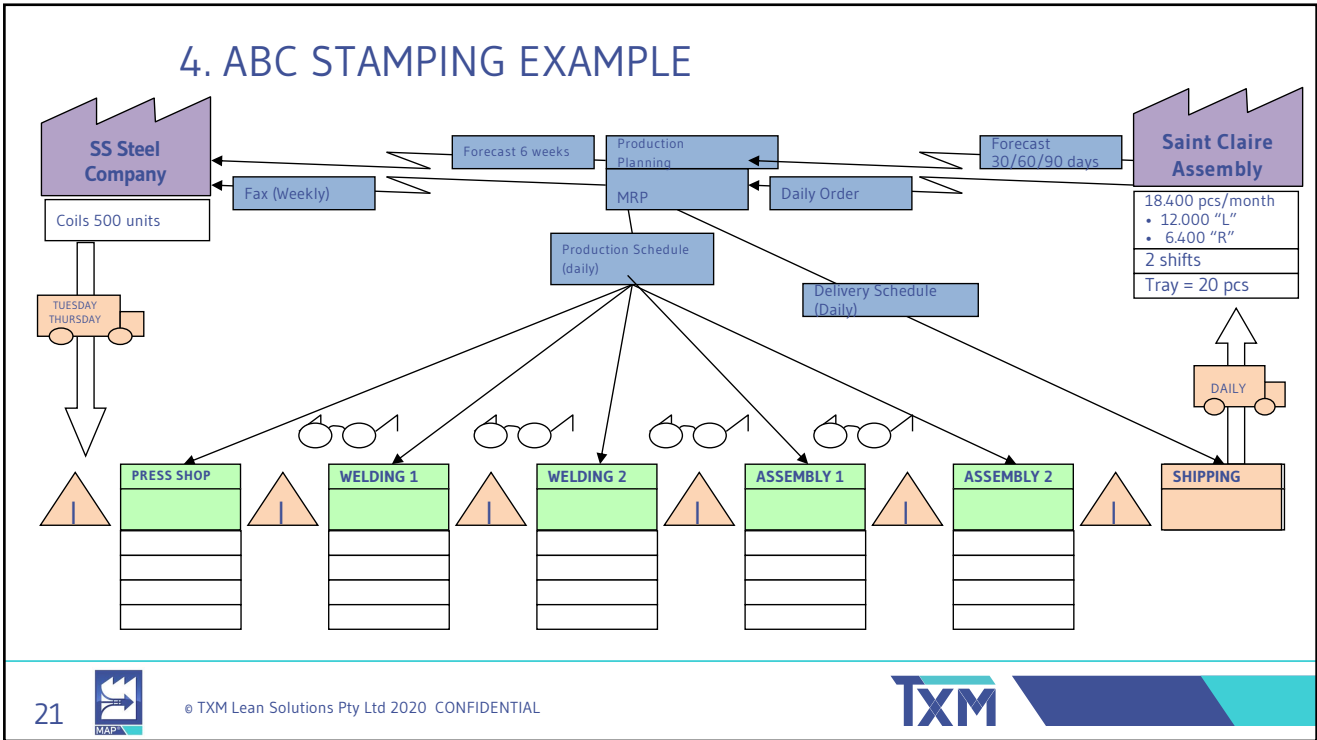 4. ABC STAMPING EXAMPLE
SS Steel
Company
Coils 500 units
Forecast 6 weeks
Fax (Weekly)
Production
Planning
MRP
Forecast
30/60/90 days
Daily Order
Saint Claire
Assembly
18.400 pcs/month
• 12.000 “L”
• 6.400 “R”
2 shifts
Tray = 20 pcs
Production Schedule
(daily)
Delivery Schedule
(Daily)
TUESDAY
THURSDAY
DAILY
I
PRESS SHOP
I
WELDING 1
I
WELDING 2
I
ASSEMBLY 1
I
ASSEMBLY 2
I
SHIPPING
21
MAP
© TXM Lean Solutions Pty Ltd 2020 CONFIDENTIAL
TXM